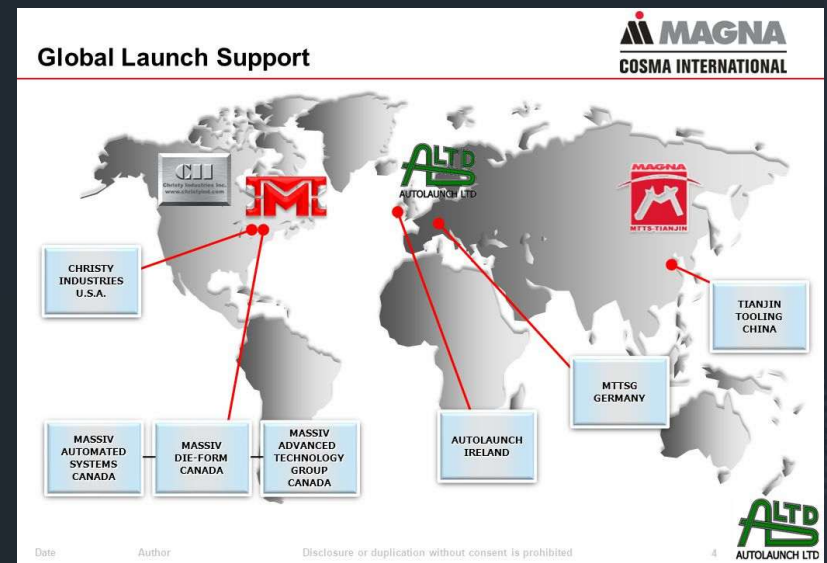 Global Launch Support
MAGNA
COSMA INTERNATIONAL
CII
Christy Industries Inc.
www.christyind.com
ALTD
AUTOLAUNCH LTD
MAGNA
MTTS-TIANJIN
CHRISTY
INDUSTRIES
U.S.A.
TIANJIN
TOOLING
CHINA
MTTSG
GERMANY
AUTOLAUNCH
IRELAND
MASSIV
AUTOMATED
SYSTEMS
CANADA
MASSIV
DIE-FORM
CANADA
MASSIV
ADVANCED
TECHNOLOGY
GROUP
CANADA
Date
Author
Disclosure or duplication without consent is prohibited
4
ALTD
AUTOLAUNCH LTD